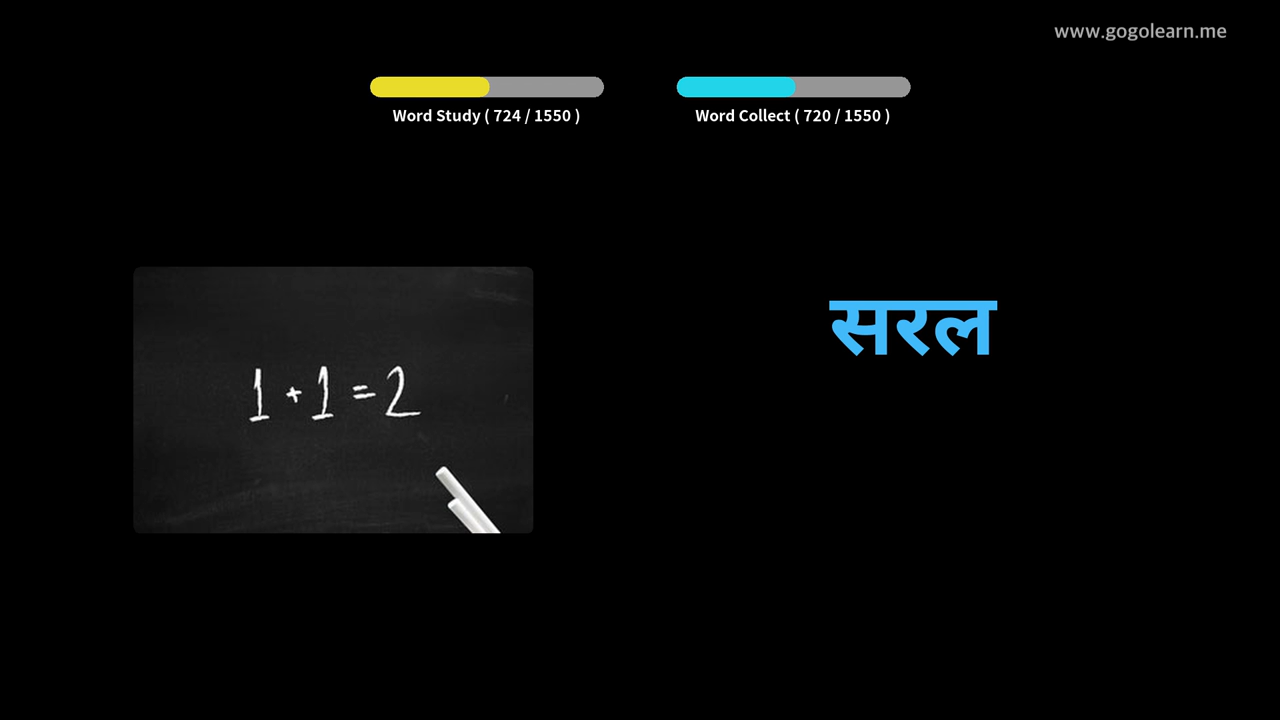 www.gogolearn.me
Word Study ( 724 / 1550 )
Word Collect ( 720 / 1550 )
1 + 1 = 2
सरल